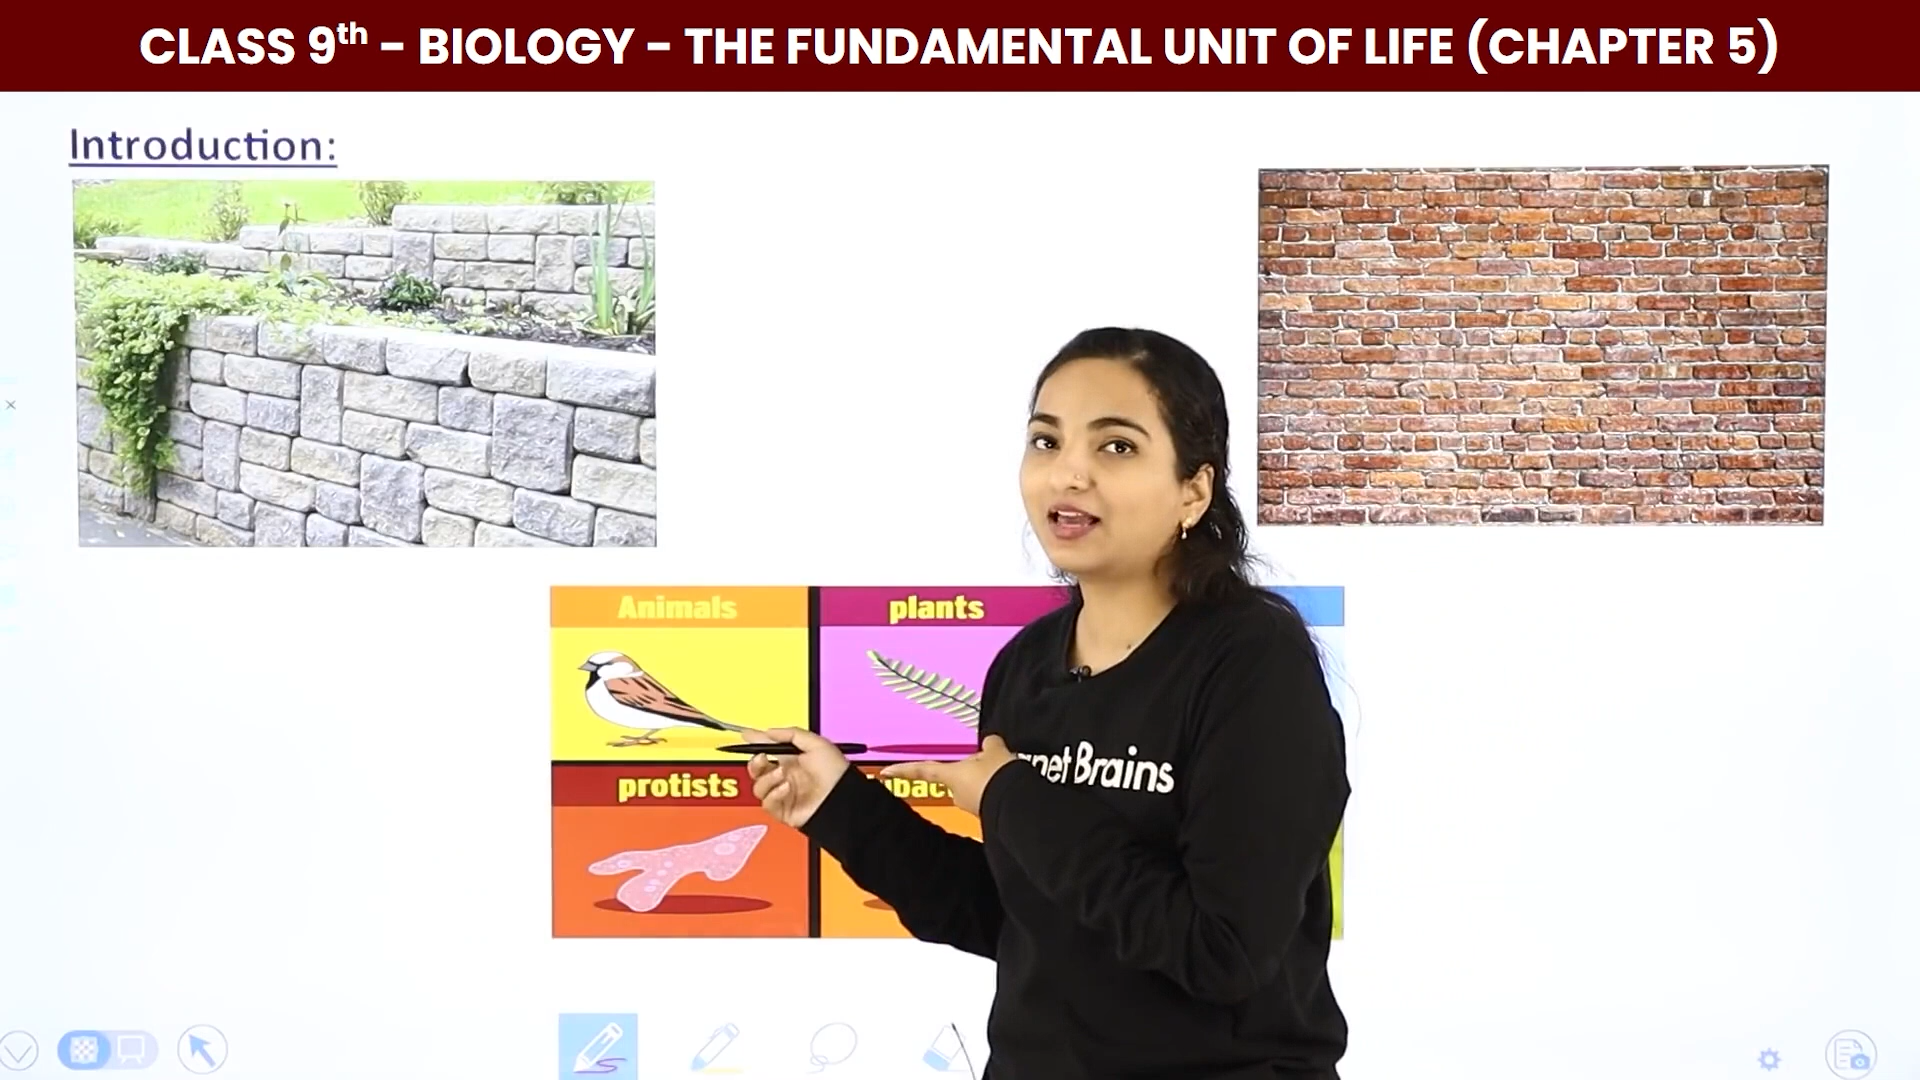 CLASS 9th - BIOLOGY - THE FUNDAMENTAL UNIT OF LIFE (CHAPTER 5)
Introduction:
Animals
plants
protists
Brains